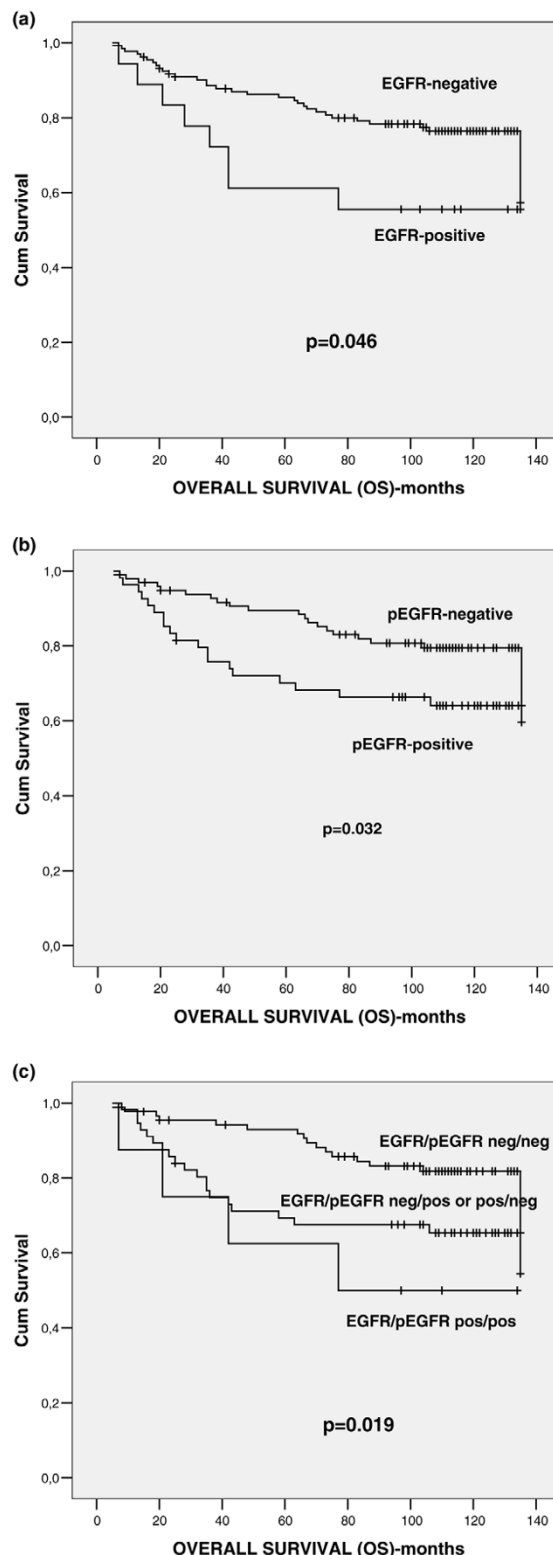 (a)
1,0
0,8
0,6
0,4
0,2
0,0
Cum Survival
EGFR-negative
EGFR-positive
p=0.046
0 20 40 60 80 100 120 140
OVERALL SURVIVAL (OS)-months
(b)
1,0
0,8
0,6
0,4
0,2
0,0
Cum Survival
pEGFR-negative
pEGFR-positive
p=0.032
0 20 40 60 80 100 120 140
OVERALL SURVIVAL (OS)-months
(c)
1,0
0,8
0,6
0,4
0,2
0,0
Cum Survival
EGFR/pEGFR neg/neg
EGFR/pEGFR neg/pos or pos/neg
EGFR/pEGFR pos/pos
p=0.019
0 20 40 60 80 100 120 140
OVERALL SURVIVAL (OS)-months